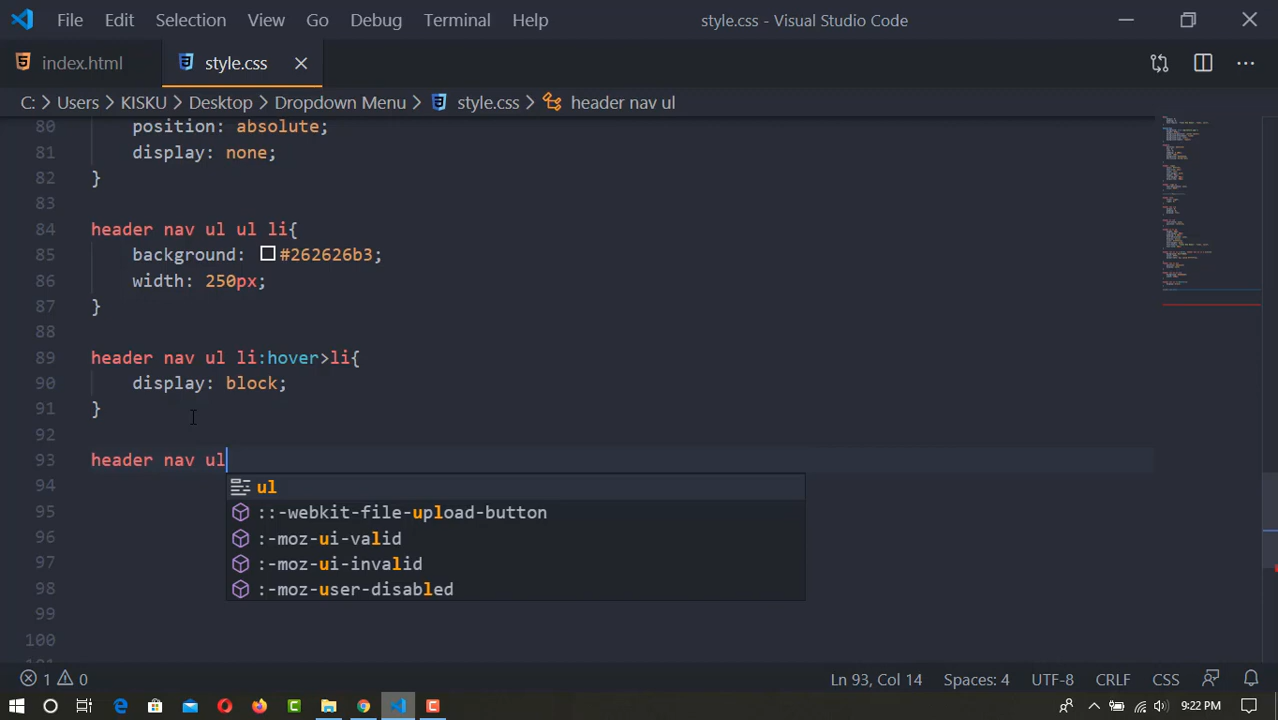 File Edit Selection View Go Debug Terminal Help style.css - Visual Studio Code
index.html style.css
C: > Users > KISKU > Desktop > Dropdown Menu > style.css > header nav ul
80 position: absolute;
81 display: none;
82 }
83
84 header nav ul ul li{
85 background: #262626b3;
86 width: 250px;
87 }
88
89 header nav ul li:hover>li{
90 display: block;
91 }
92
93 header nav ul
94 ul
95 ::-webkit-file-upload-button
96 :-moz-ui-valid
97 :-moz-ui-invalid
98 :-moz-user-disabled
99
100
1 0 Ln 93, Col 14 Spaces: 4 UTF-8 CRLF CSS
9:22 PM